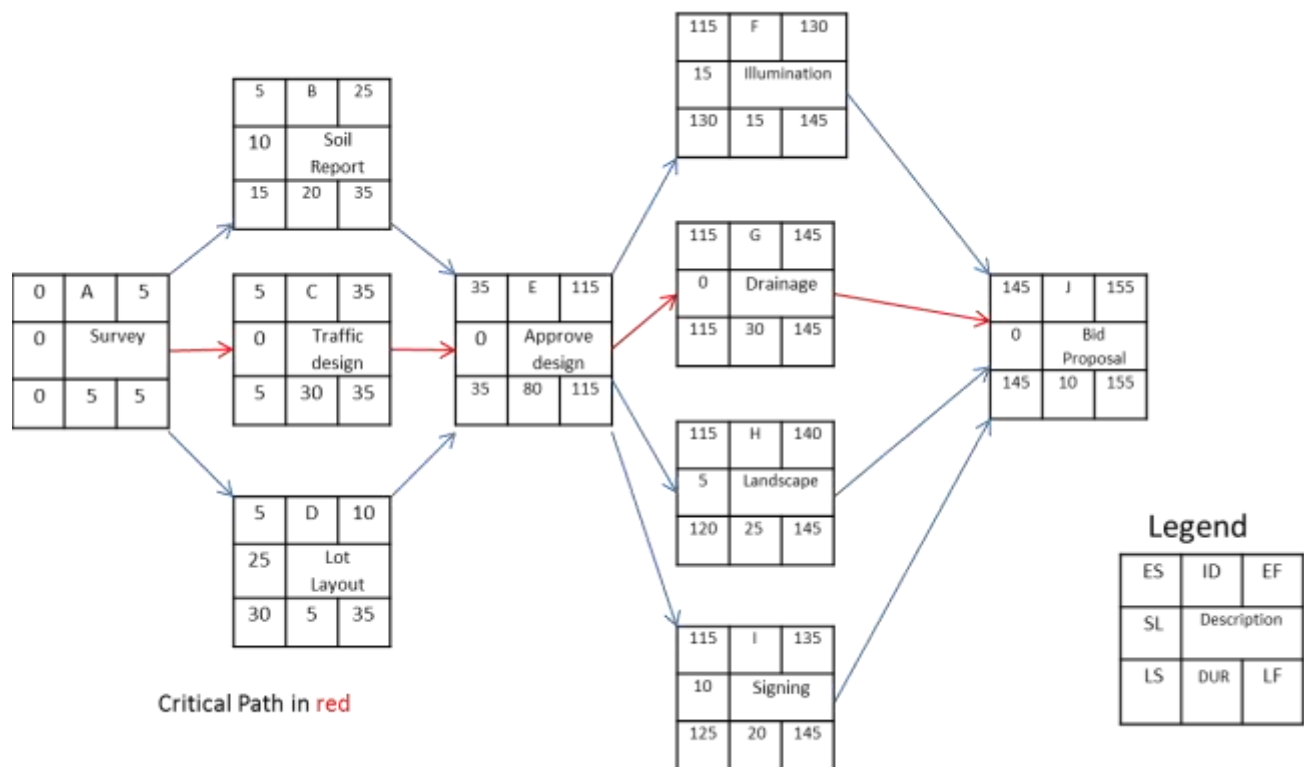 115 F 130
15 Illumination
130 15 145
5 B 25
10 Soil
Report
15 20 35
115 G 145
0 Drainage
115 30 145
0 A 5
0 Survey
0 5 5
5 C 35
0 Traffic
design
5 30 35
35 E 115
0 Approve
design
35 80 115
145 J 155
0 Bid
Proposal
145 10 155
115 H 140
5 Landscape
120 25 145
5 D 10
25 Lot
Layout
30 5 35
115 I 135
10 Signing
125 20 145
Legend
ES ID EF
SL Description
LS DUR LF
Critical Path in red